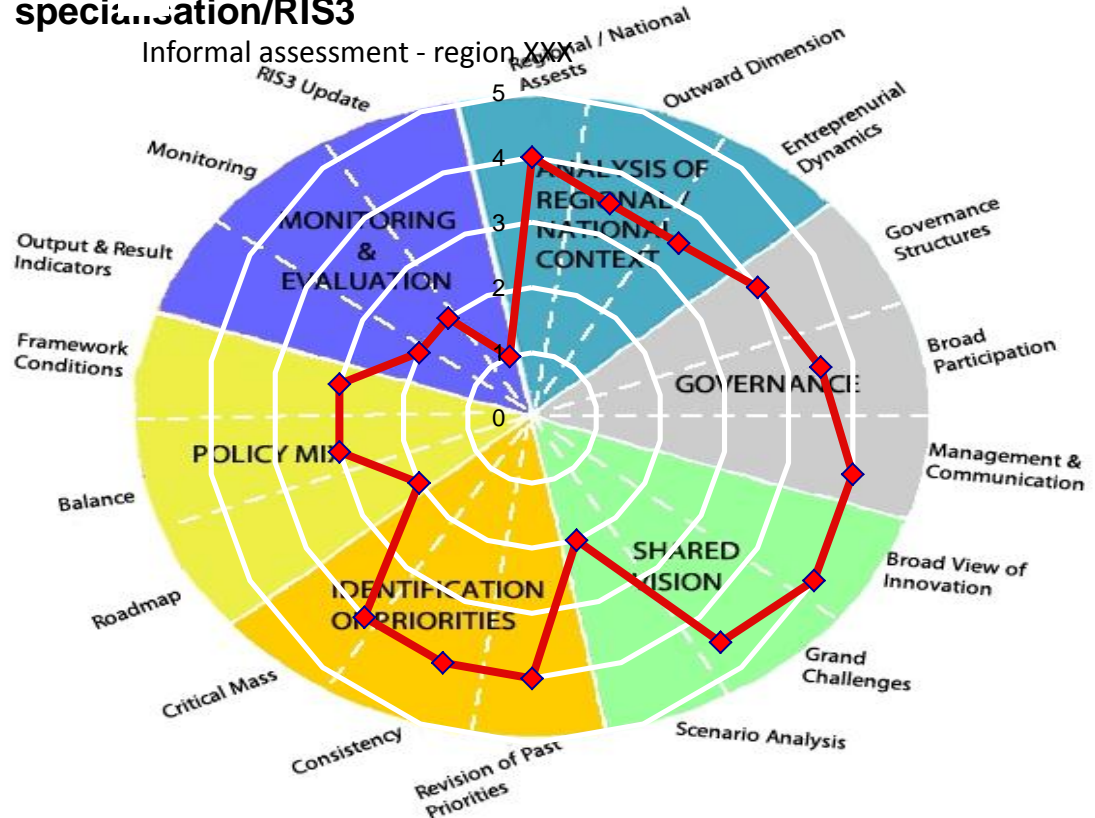 specialisation/RIS3
Informal assessment - region XXX
Regional / National
Assests
Outward Dimension
Entreprenurial
Dynamics
Governance
Structures
Broad
Participation
Management &
Communication
Broad View of
Innovation
Grand
Challenges
Scenario Analysis
Revision of Past
Priorities
Consistency
Critical Mass
Roadmap
Balance
Framework
Conditions
Output & Result
Indicators
Monitoring
RIS3 Update
5
4
3
2
1
0
ANALYSIS OF
REGIONAL /
NATIONAL
CONTEXT
GOVERNANCE
SHARED
VISION
IDENTIFICATION
OF PRIORITIES
POLICY MIX
MONITORING
&
EVALUATION